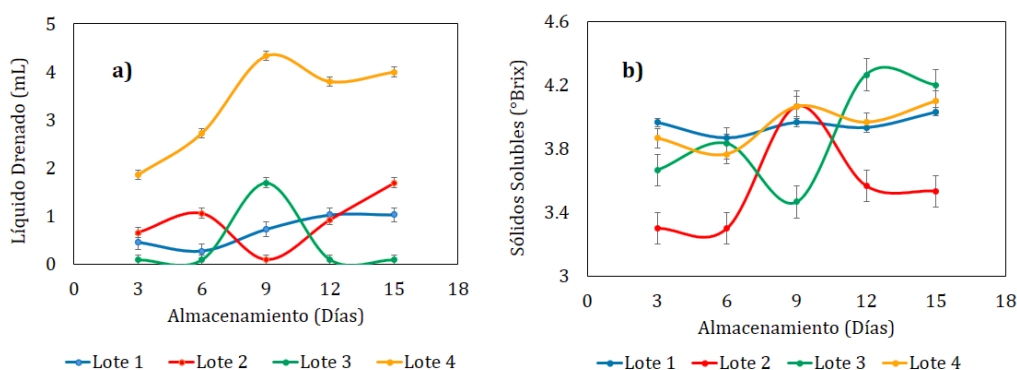 a)
Líquido Drenado (mL)
5
4
3
2
1
0
0 3 6 9 12 15 18
Almacenamiento (Días)
Lote 1 Lote 2 Lote 3 Lote 4
b)
Sólidos Solubles (°Brix)
4.6
4.2
3.8
3.4
3
0 3 6 9 12 15 18
Almacenamiento (Días)
Lote 1 Lote 2 Lote 3 Lote 4